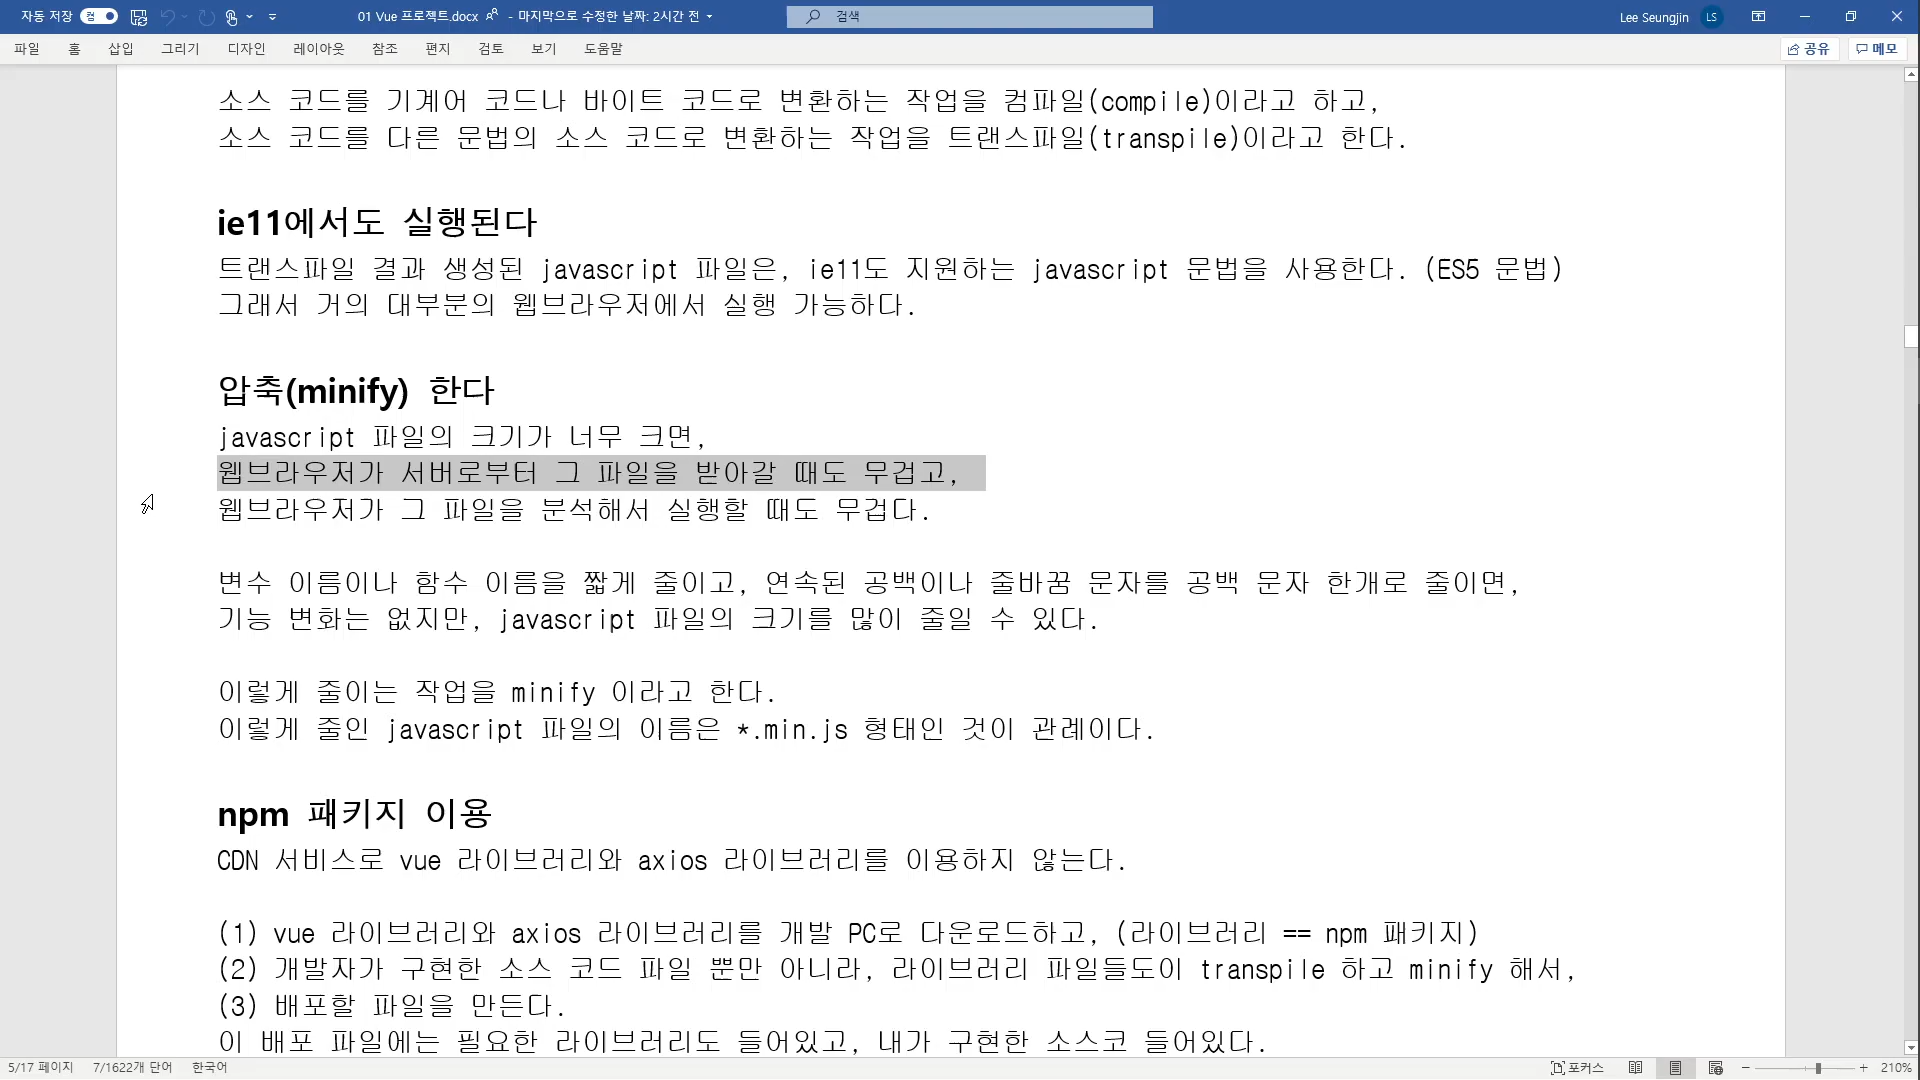 자동 저장 컴 01 Vue 프로젝트.docx - 마지막으로 수정한 날짜: 2시간 전 검색 Lee Seungjin LS
파일 홈 삽입 그리기 디자인 레이아웃 참조 편지 검토 보기 도움말 공유 메모
소스 코드를 기계어 코드나 바이트 코드로 변환하는 작업을 컴파일(compile)이라고 하고,
소스 코드를 다른 문법의 소스 코드로 변환하는 작업을 트랜스파일(transpile)이라고 한다.
ie11에서도 실행된다
트랜스파일 결과 생성된 javascript 파일은, ie11도 지원하는 javascript 문법을 사용한다. (ES5 문법)
그래서 거의 대부분의 웹브라우저에서 실행 가능하다.
압축(minify) 한다
javascript 파일의 크기가 너무 크면,
웹브라우저가 서버로부터 그 파일을 받아갈 때도 무겁고,
웹브라우저가 그 파일을 분석해서 실행할 때도 무겁다.
변수 이름이나 함수 이름을 짧게 줄이고, 연속된 공백이나 줄바꿈 문자를 공백 문자 한개로 줄이면,
기능 변화는 없지만, javascript 파일의 크기를 많이 줄일 수 있다.
이렇게 줄이는 작업을 minify 이라고 한다.
이렇게 줄인 javascript 파일의 이름은 *.min.js 형태인 것이 관례이다.
npm 패키지 이용
CDN 서비스로 vue 라이브러리와 axios 라이브러리를 이용하지 않는다.
(1) vue 라이브러리와 axios 라이브러리를 개발 PC로 다운로드하고, (라이브러리 == npm 패키지)
(2) 개발자가 구현한 소스 코드 파일 뿐만 아니라, 라이브러리 파일들도이 transpile 하고 minify 해서,
(3) 배포할 파일을 만든다.
이 배포 파일에는 필요한 라이브러리도 들어있고, 내가 구현한 소스코 들어있다.
5/17 페이지 7/1622개 단어 한국어 포커스 210%